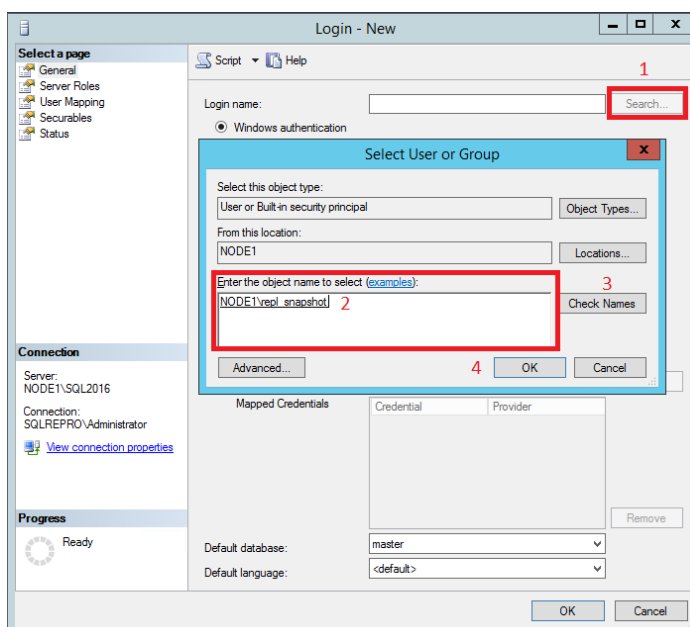 Login - New
Select a page
General
Server Roles
User Mapping
Securables
Status
Script
Help
1
Login name:
Search...
Windows authentication
Select User or Group
x
Select this object type:
User or Built-in security principal
Object Types...
From this location:
NODE1
Locations...
Enter the object name to select (examples):
3
NODE1\repl_snapshot
2
Check Names
Advanced...
4
OK
Cancel
Connection
Server:
NODE1\SQL2016
Connection:
SQLREPRO\Administrator
View connection properties
Mapped Credentials
Credential
Provider
Progress
Ready
Remove
Default database:
master
Default language:
<default>
OK
Cancel